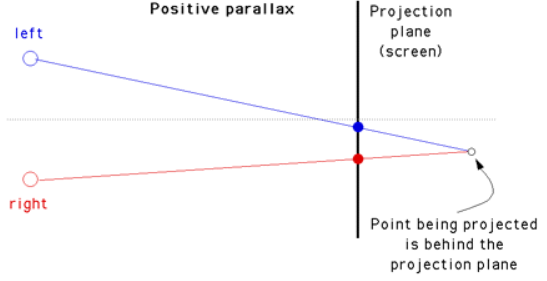 Positive parallax
Projection
plane
(screen)
left
right
Point being projected
is behind the
projection plane